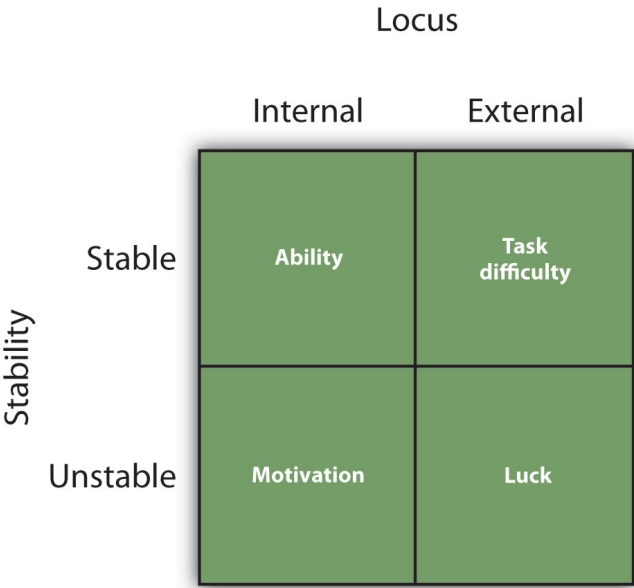 Locus
Internal External
Stable
Ability
Task
difficulty
Stability
Unstable
Motivation
Luck